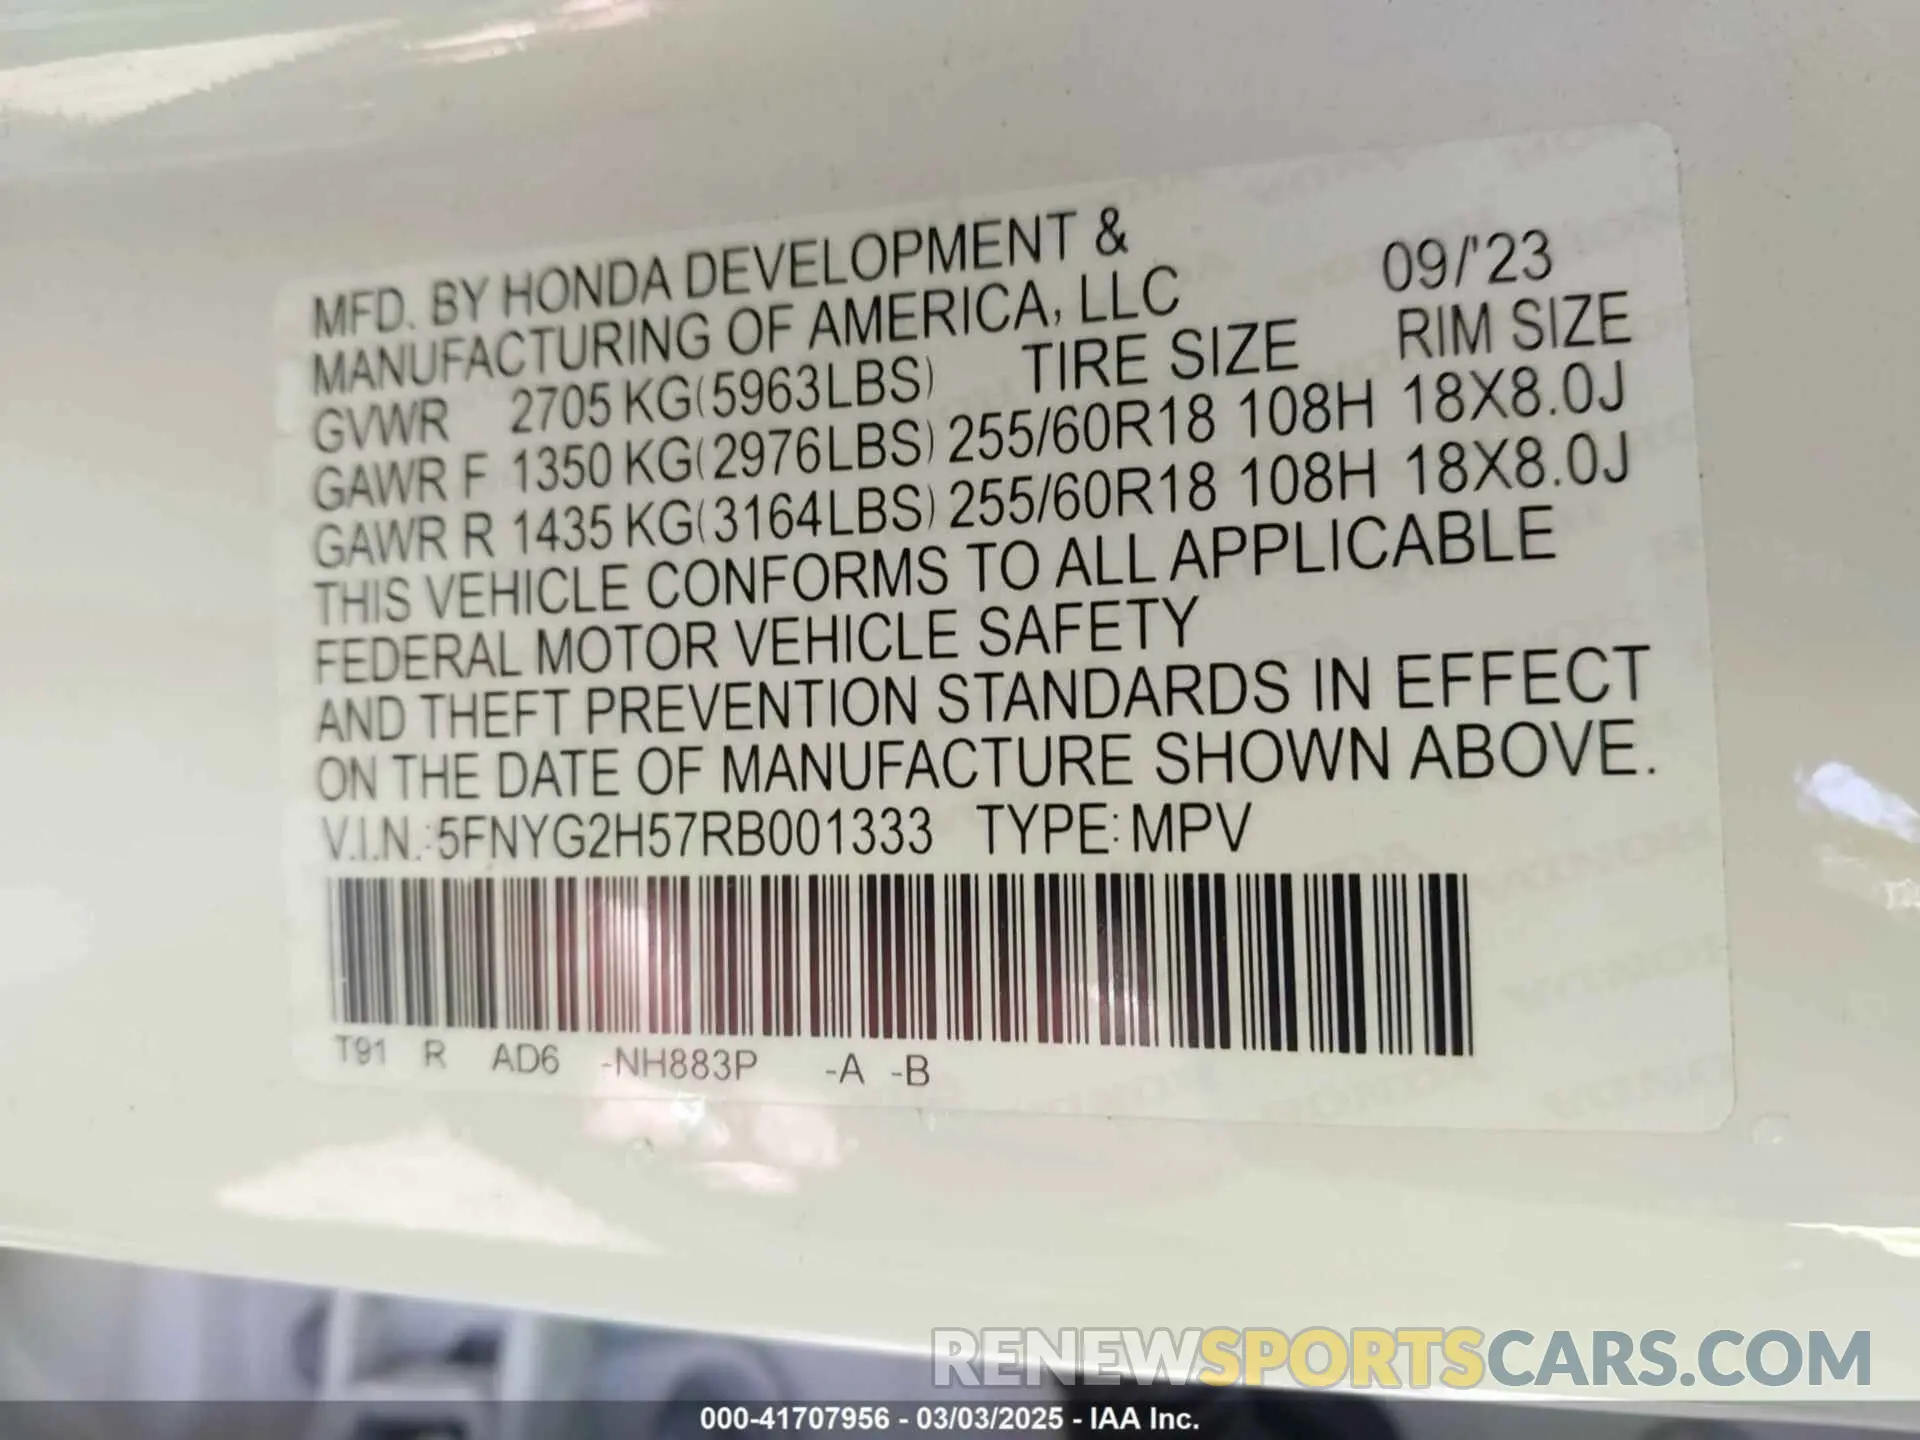 MFD. BY HONDA DEVELOPMENT &
MANUFACTURING OF AMERICA, LLC 09/'23
GVWR 2705 KG(5963LBS) TIRE SIZE RIM SIZE
GAWR F 1350 KG(2976LBS) 255/60R18 108H 18X8.0J
GAWR R 1435 KG(3164LBS) 255/60R18 108H 18X8.0J
THIS VEHICLE CONFORMS TO ALL APPLICABLE
FEDERAL MOTOR VEHICLE SAFETY
AND THEFT PREVENTION STANDARDS IN EFFECT
ON THE DATE OF MANUFACTURE SHOWN ABOVE.
V.I.N.:5FNYG2H57RB001333 TYPE:MPV
T91 R AD6 -NH883P -A -B
RENEWSPORTSCARS.COM
000-41707956 - 03/03/2025 - IAA Inc.